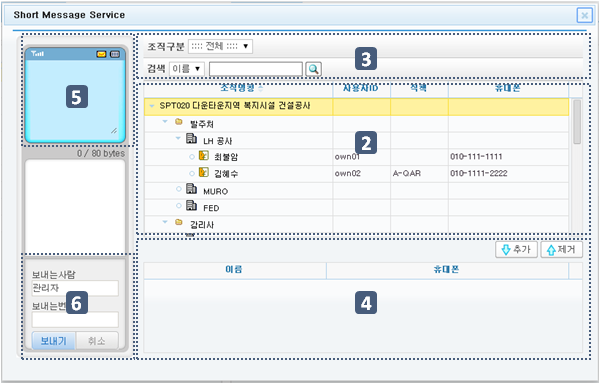 Short Message Service
조직구분 :::: 전체 ::::
검색 이름
3
5
0 / 80 bytes
조직명칭 사용자ID 직책 휴대폰
SPT020 다운타운지역 복지시설 건설공사
발주처
LH 공사
2
최불암 own01 010-111-1111
김혜수 own02 A-QAR 010-1111-2222
MURO
FED
감리사
추가 제거
이름 휴대폰
4
보내는사람
관리자
6
보내는번
보내기 취소